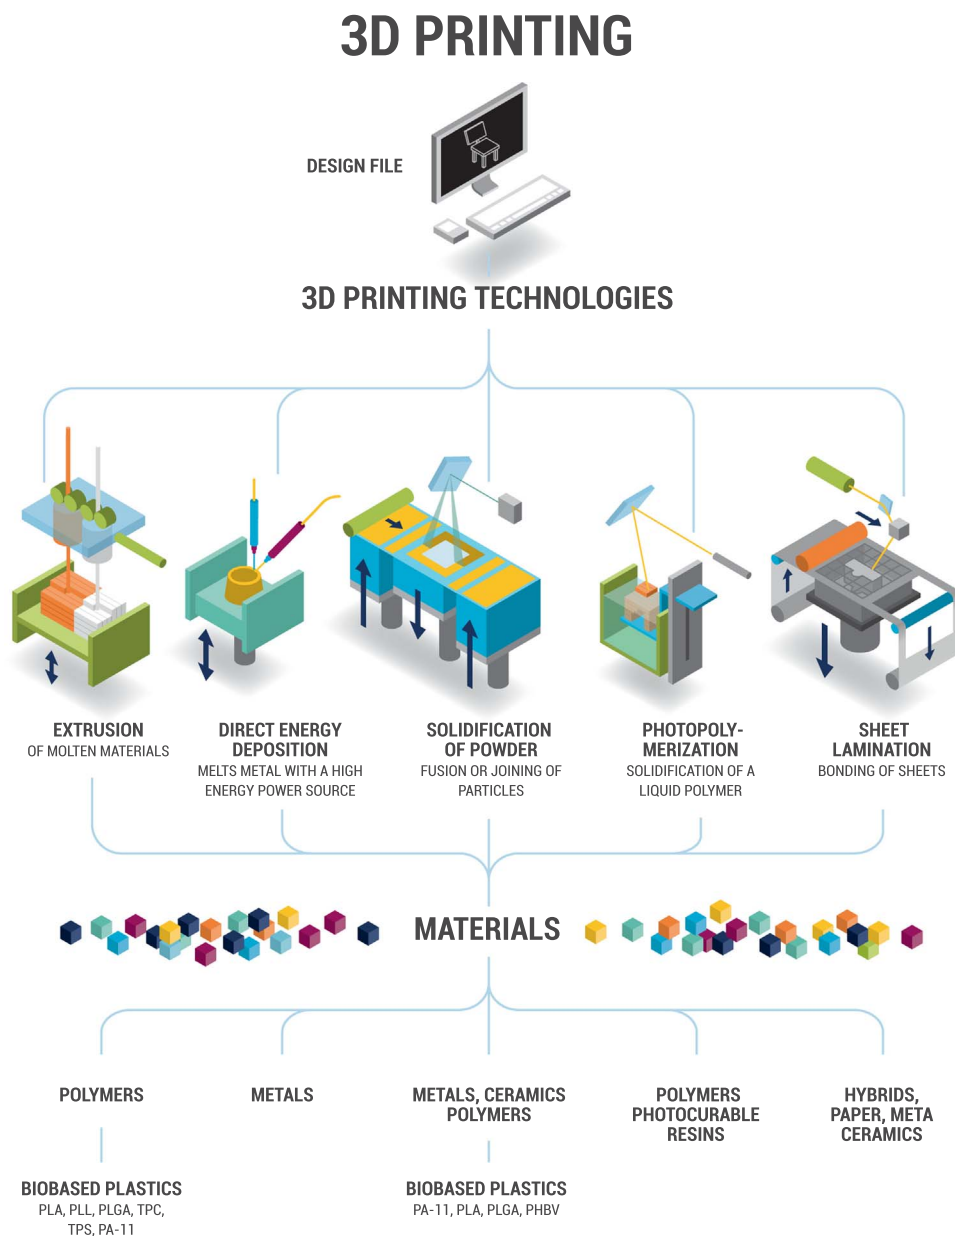 3D PRINTING
DESIGN FILE
3D PRINTING TECHNOLOGIES
EXTRUSION
OF MOLTEN MATERIALS
DIRECT ENERGY
DEPOSITION
MELTS METAL WITH A HIGH
ENERGY POWER SOURCE
SOLIDIFICATION
OF POWDER
FUSION OR JOINING OF
PARTICLES
PHOTOPOLY-
MERIZATION
SOLIDIFICATION OF A
LIQUID POLYMER
SHEET
LAMINATION
BONDING OF SHEETS
MATERIALS
POLYMERS
METALS
METALS, CERAMICS
POLYMERS
POLYMERS
PHOTOCURABLE
RESINS
HYBRIDS,
PAPER, META
CERAMICS
BIOBASED PLASTICS
PLA, PLL, PLGA, TPC,
TPS, PA-11
BIOBASED PLASTICS
PA-11, PLA, PLGA, PHBV